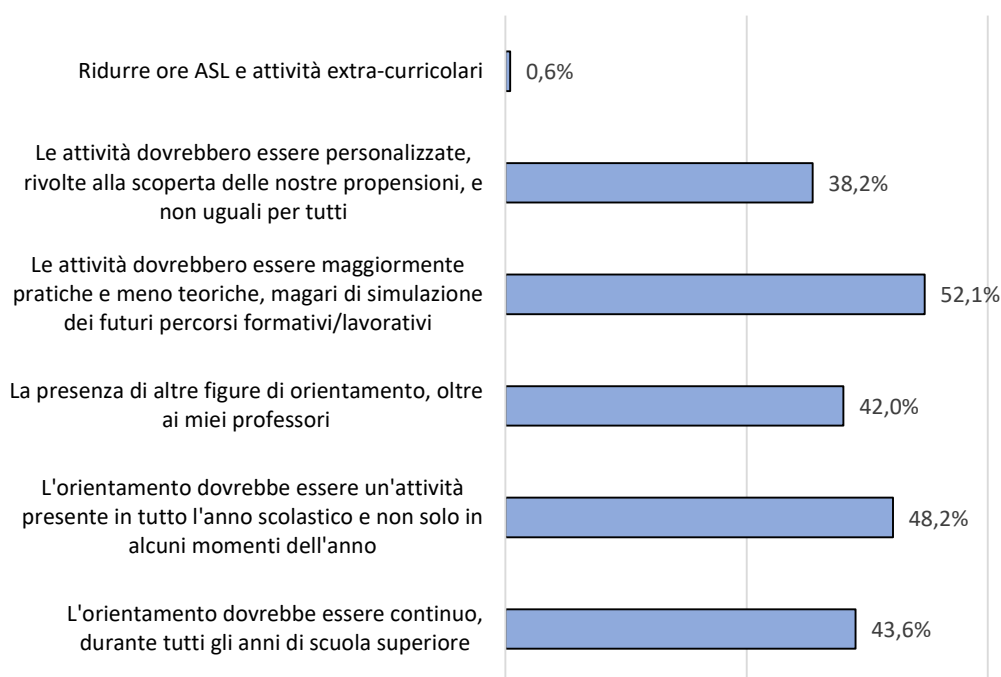 Ridurre ore ASL e attività extra-curricolari
0,6%
Le attività dovrebbero essere personalizzate,
rivolte alla scoperta delle nostre propensioni, e
non uguali per tutti
38,2%
Le attività dovrebbero essere maggiormente
pratiche e meno teoriche, magari di simulazione
dei futuri percorsi formativi/lavorativi
52,1%
La presenza di altre figure di orientamento, oltre
ai miei professori
42,0%
L'orientamento dovrebbe essere un'attività
presente in tutto l'anno scolastico e non solo in
alcuni momenti dell'anno
48,2%
L'orientamento dovrebbe essere continuo,
durante tutti gli anni di scuola superiore
43,6%